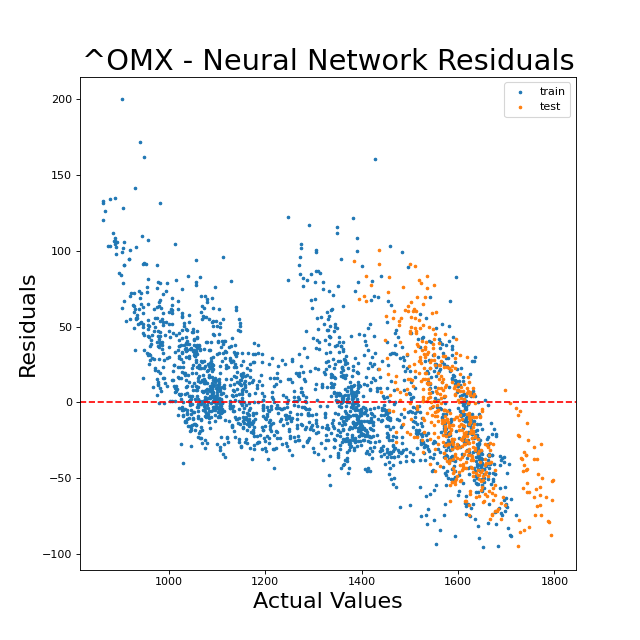 ^OMX - Neural Network Residuals
train
test
200
150
100
50
0
−50
−100
Residuals
1000 1200 1400 1600 1800
Actual Values